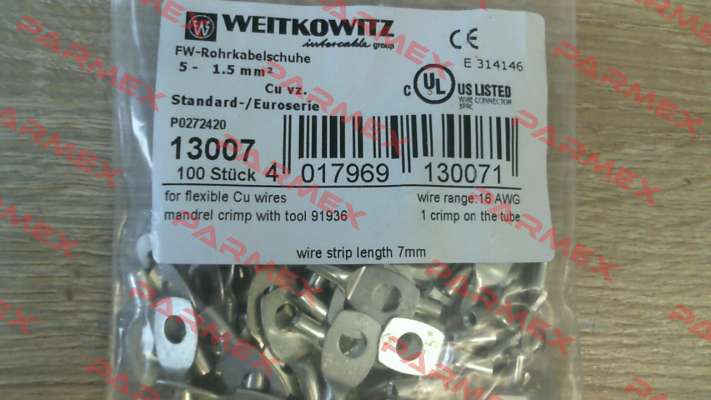 WEITKOWITZ
intercable group
FW-Rohrkabelschuhe
5 - 1.5 mm²
Cu vz.
Standard-/Euroserie
P0272420
13007
100 Stück
4 017969 130071
CE
E 314146
C UL US LISTED
WIRE CONNECTOR
for flexible Cu wires
wire range:16 AWG
mandrel crimp with tool 91936
1 crimp on the tube
wire strip length 7mm
PARMEX